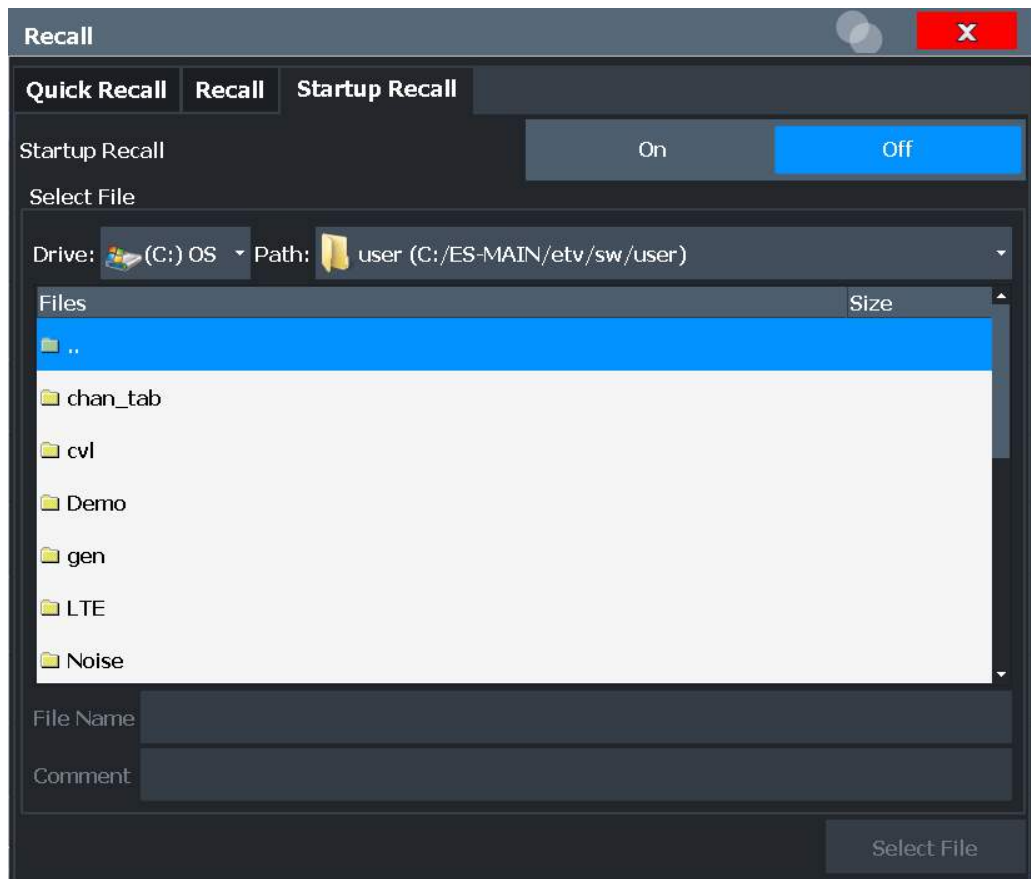 Recall
X
Quick Recall Recall Startup Recall
Startup Recall On Off
Select File
Drive: (C:) OS Path: user (C:/ES-MAIN/etv/sw/user)
Files Size
..
chan_tab
cvl
Demo
gen
LTE
Noise
File Name
Comment
Select File